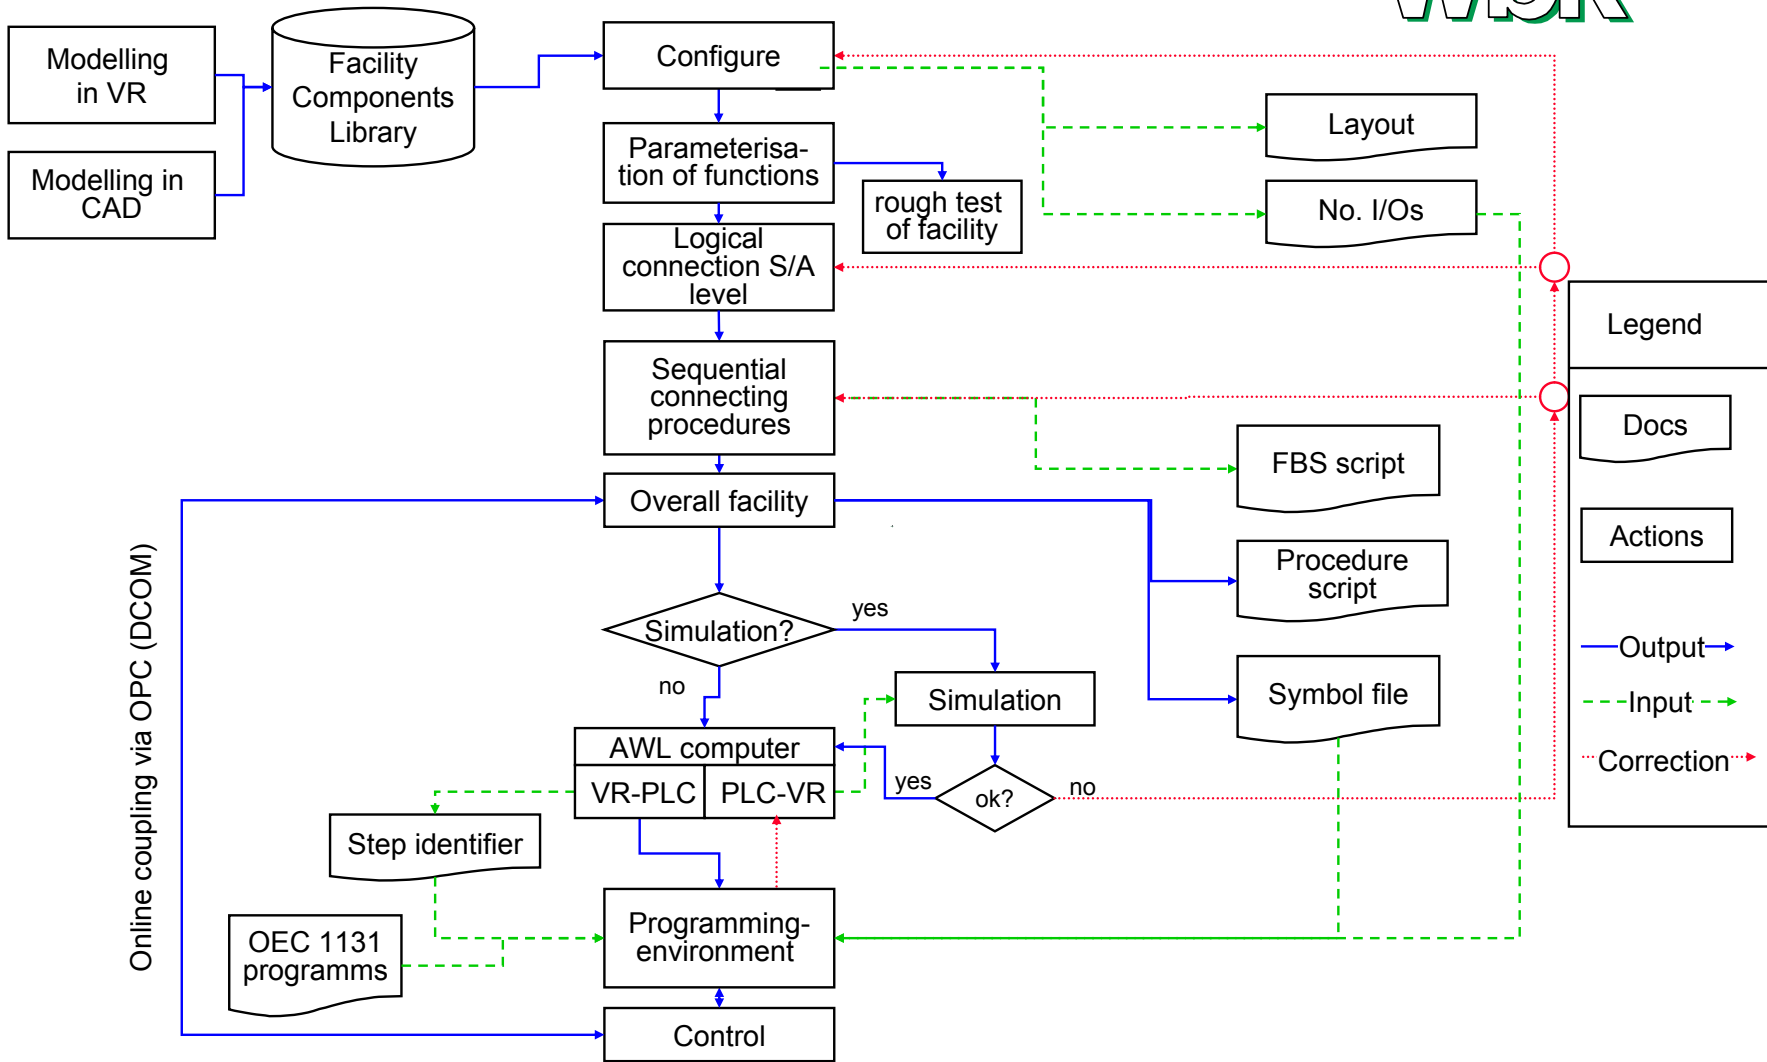 wbk
Modelling
in VR
Facility
Components
Library
Configure
Layout
Modelling in
CAD
Parameterisa-
tion of functions
rough test
of facility
No. I/Os
Logical
connection S/A
level
Legend
Sequential
connecting
procedures
Docs
FBS script
Overall facility
Actions
Procedure
script
Online coupling via OPC (DCOM)
Simulation?
yes
no
Output
Simulation
Symbol file
Input
AWL computer
VR-PLC
PLC-VR
yes
ok?
no
Correction
Step identifier
Programming-
environment
OEC 1131
programms
Control